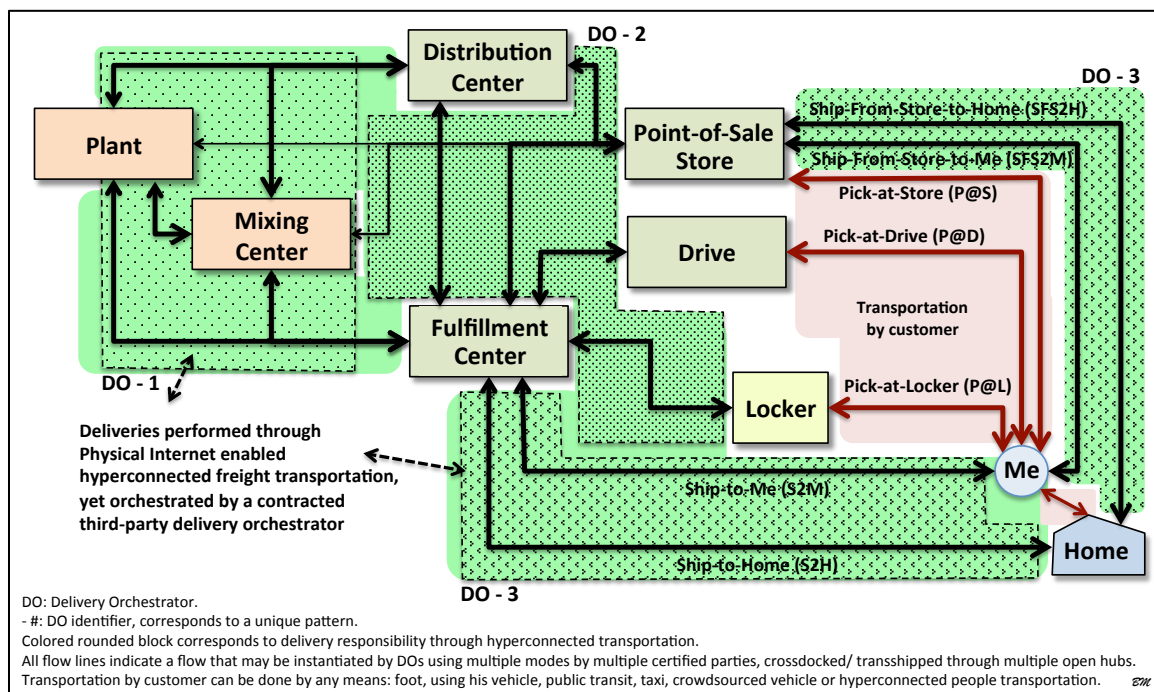 DO - 2
Distribution
Center
DO - 3
Ship-From-Store-to-Home (SFS2H)
Plant
Point-of-Sale
Store
Ship-From-Store-to-Me (SFS2M)
Pick-at-Store (P@S)
Mixing
Center
Drive
Pick-at-Drive (P@D)
Transportation
by customer
Fulfillment
Center
DO - 1
Locker
Pick-at-Locker (P@L)
Deliveries performed through
Physical Internet enabled
hyperconnected freight transportation,
yet orchestrated by a contracted
third-party delivery orchestrator
Me
Ship-to-Me (S2M)
Home
Ship-to-Home (S2H)
DO - 3
DO: Delivery Orchestrator.
- #: DO identifier, corresponds to a unique pattern.
Colored rounded block corresponds to delivery responsibility through hyperconnected transportation.
All flow lines indicate a flow that may be instantiated by DOs using multiple modes by multiple certified parties, crossdocked/ transshipped through multiple open hubs.
Transportation by customer can be done by any means: foot, using his vehicle, public transit, taxi, crowdsourced vehicle or hyperconnected people transportation.
BM